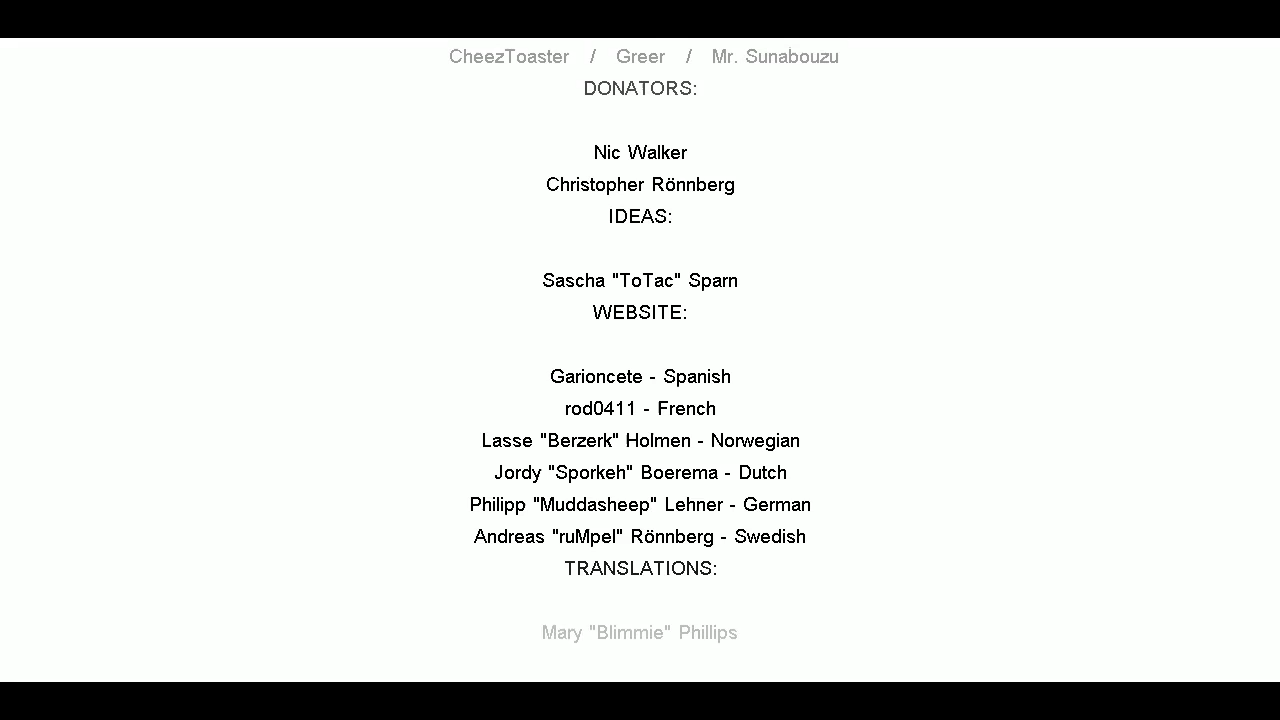 CheezToaster / Greer / Mr. Sunabouzu
DONATORS:
Nic Walker
Christopher Rönnberg
IDEAS:
Sascha "ToTac" Sparn
WEBSITE:
Garioncete - Spanish
rod0411 - French
Lasse "Berzerk" Holmen - Norwegian
Jordy "Sporkeh" Boerema - Dutch
Philipp "Muddasheep" Lehner - German
Andreas "ruMpel" Rönnberg - Swedish
TRANSLATIONS:
Mary "Blimmie" Phillips